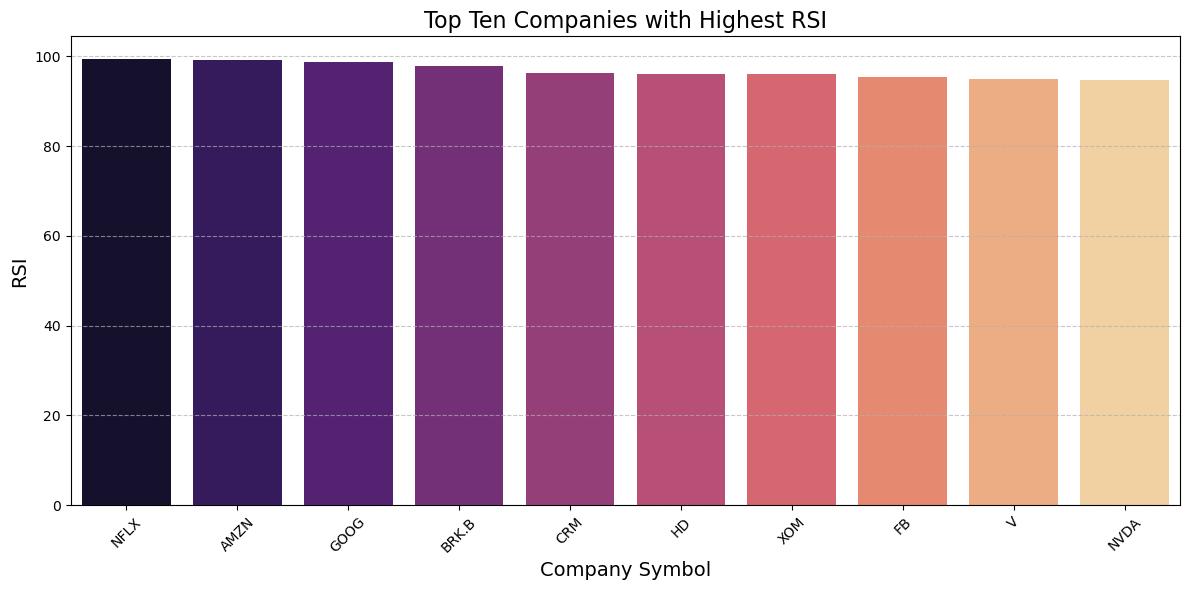 Top Ten Companies with Highest RSI
RSI
100
80
60
40
20
0
NFLX
AMZN
GOOG
BRK.B
CRM
HD
XOM
FB
V
NVDA
Company Symbol